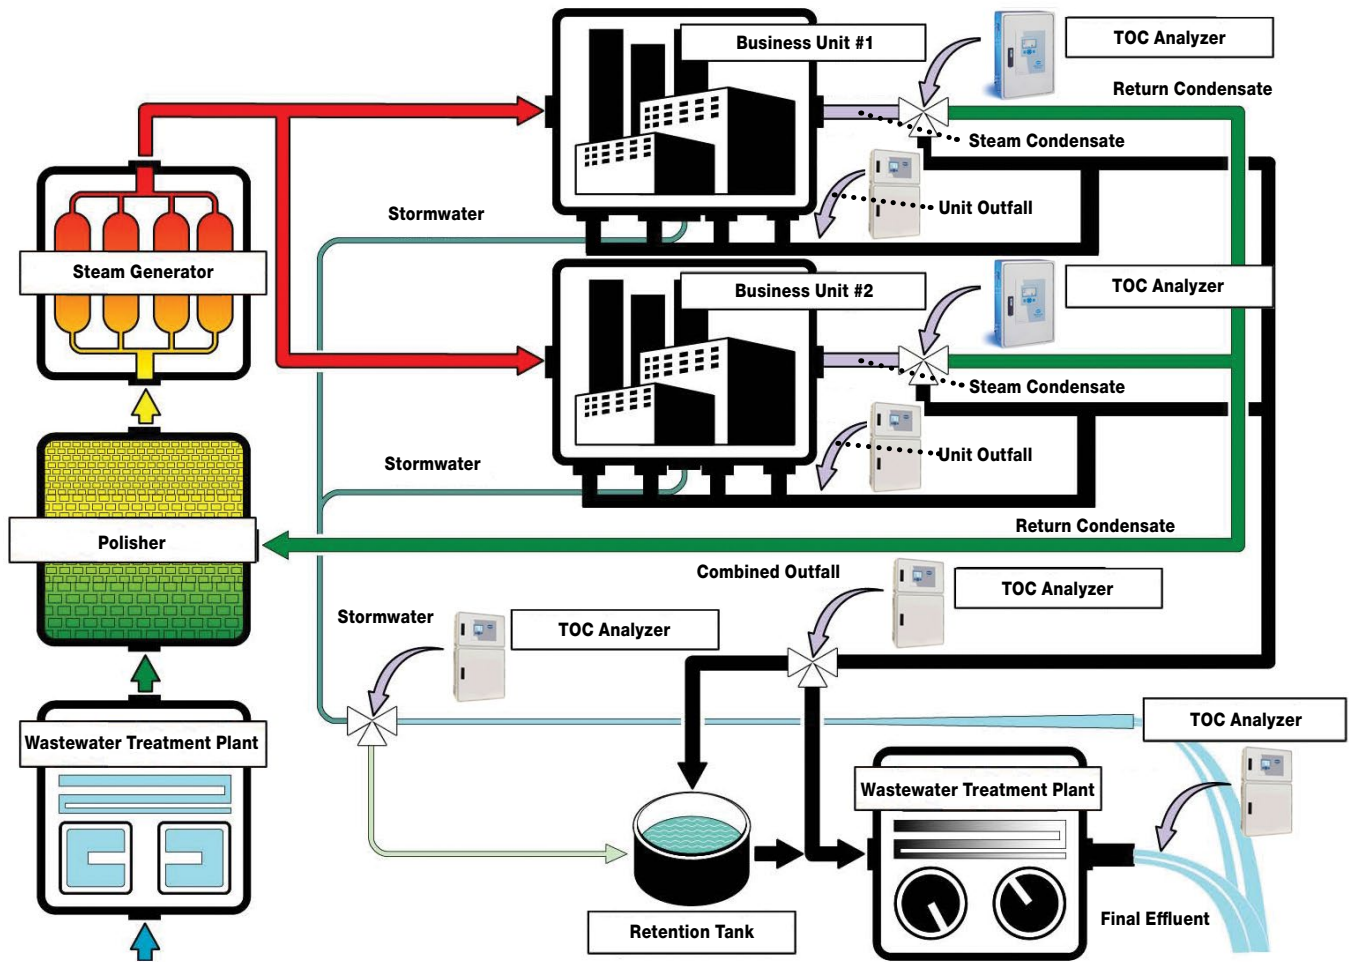 Business Unit #1
TOC Analyzer
Return Condensate
Steam Condensate
Stormwater
Unit Outfall
Steam Generator
Business Unit #2
TOC Analyzer
Steam Condensate
Stormwater
Unit Outfall
Return Condensate
Polisher
Combined Outfall
TOC Analyzer
Stormwater
TOC Analyzer
TOC Analyzer
Wastewater Treatment Plant
Wastewater Treatment Plant
Final Effluent
Retention Tank